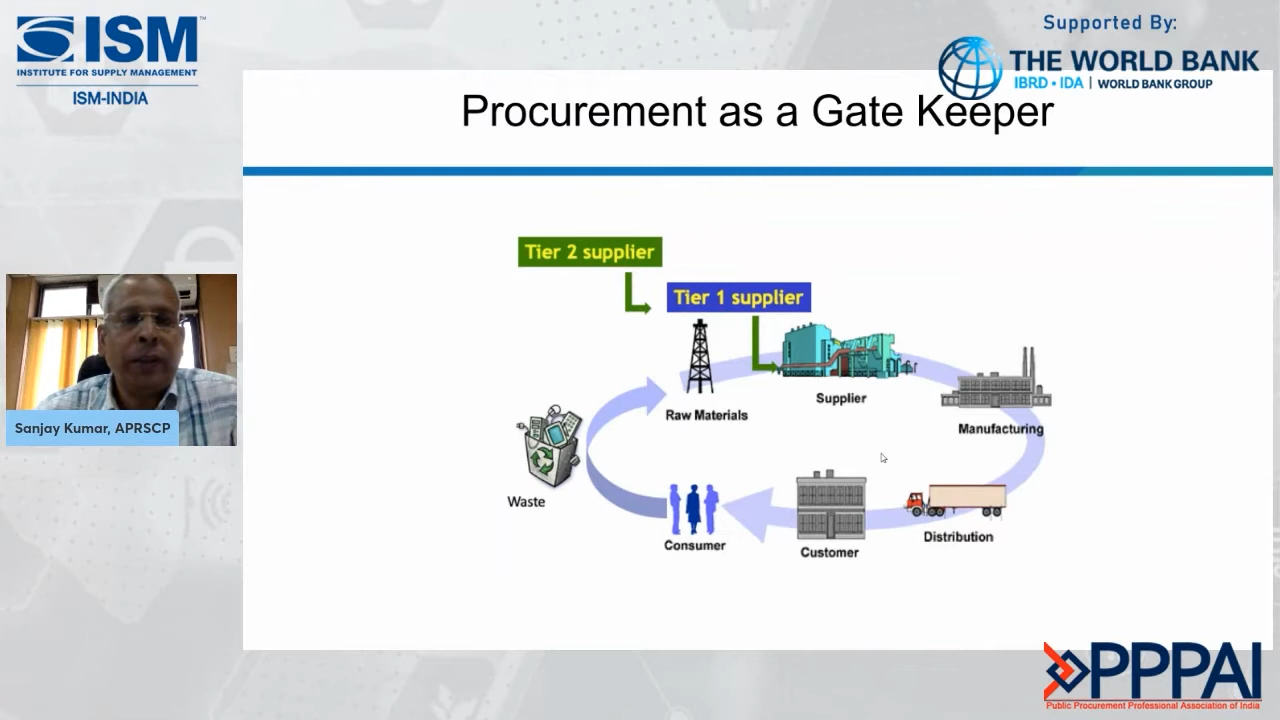 ISM™
INSTITUTE FOR SUPPLY MANAGEMENT
ISM-INDIA
Supported By:
THE WORLD BANK
IBRD • IDA | WORLD BANK GROUP
Procurement as a Gate Keeper
Tier 2 supplier
Tier 1 supplier
Raw Materials
Supplier
Manufacturing
Waste
Consumer
Customer
Distribution
Sanjay Kumar, APRSCP
PPPAI
Public Procurement Professional Association of India